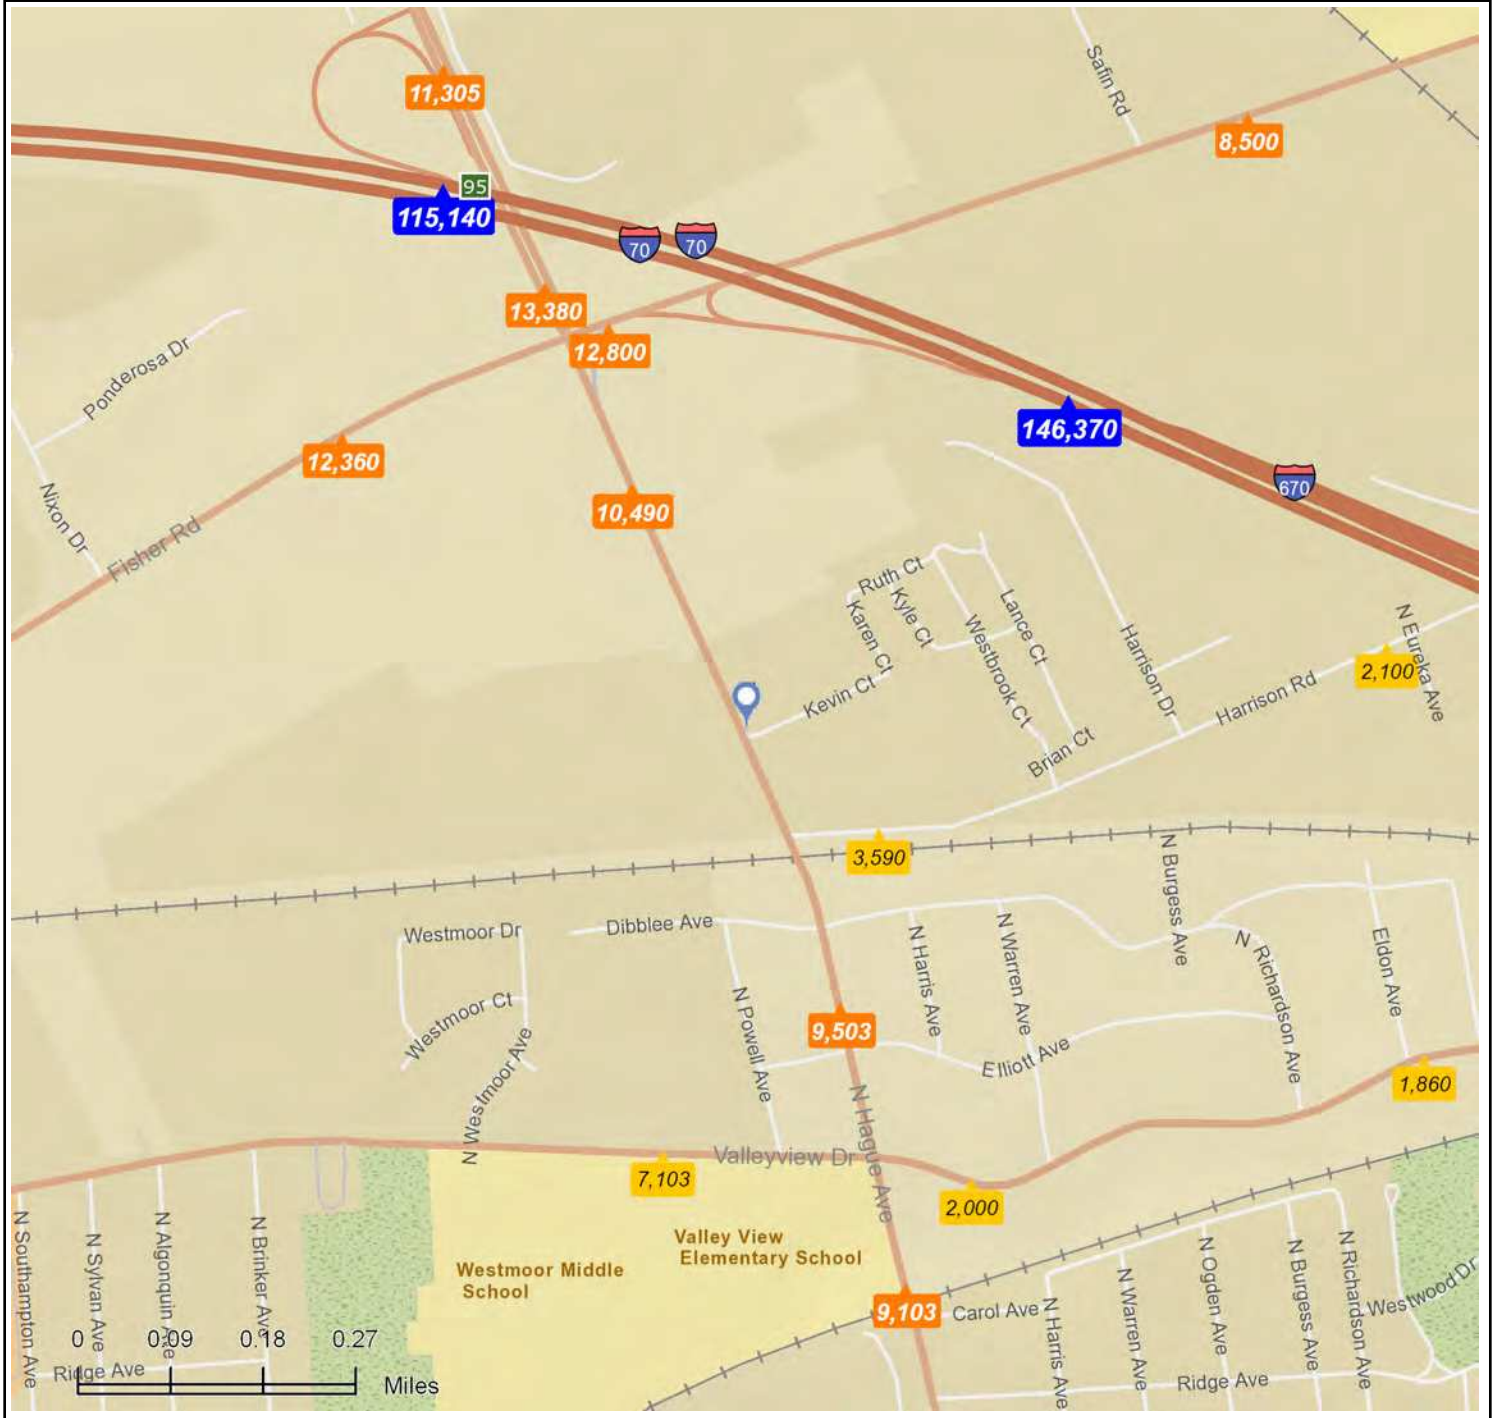 Safin Rd
11,305
8,500
95
115,140
70
70
13,380
12,800
Ponderosa Dr
146,370
12,360
670
Nixon Dr
10,490
Fisher Rd
Ruth Ct
Kyle Ct
Karen Ct
Lance Ct
Westbrook Ct
Harrison Dr
N Eureka Ave
2,100
Kevin Ct
Harrison Rd
Brian Ct
3,590
N Burgess Ave
Westmoor Dr
Dibblee Ave
N Harris Ave
N Warren Ave
N Richardson Ave
Eldon Ave
Westmoor Ct
N Powell Ave
9,503
N Westmoor Ave
Elliott Ave
1,860
N Hague Ave
Valleyview Dr
7,103
2,000
N Southampton Ave
N Sylvan Ave
N Algonquin Ave
N Brinker Ave
Valley View
Elementary School
Westmoor Middle
School
N Ogden Ave
N Burgess Ave
N Richardson Ave
N Warren Ave
Westwood Dr
9,103
Carol Ave
N Harris Ave
0 0.09 0.18 0.27
Miles
Ridge Ave
Ridge Ave